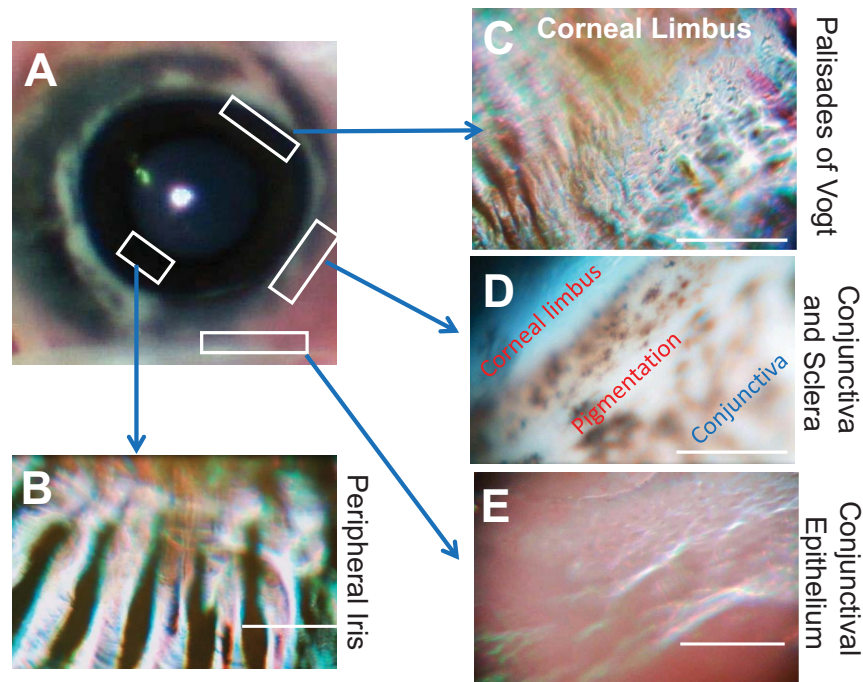 A
C
Corneal Limbus
Palisades of Vogt
D
Corneal limbus
Pigmentation
Conjunctiva
Conjunctiva
and Sclera
B
Peripheral Iris
E
Conjunctival
Epithelium